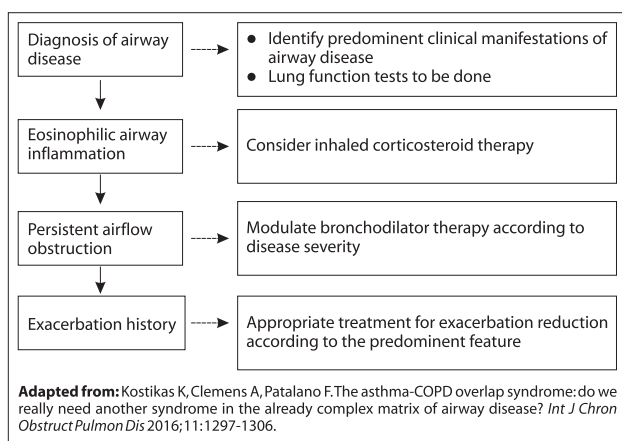 Diagnosis of airway
disease
● Identify predominent clinical manifestations of
airway disease
● Lung function tests to be done
Eosinophilic airway
inflammation
Consider inhaled corticosteroid therapy
Persistent airflow
obstruction
Modulate bronchodilator therapy according to
disease severity
Exacerbation history
Appropriate treatment for exacerbation reduction
according to the predominent feature
Adapted from: Kostikas K, Clemens A, Patalano F. The asthma-COPD overlap syndrome: do we
really need another syndrome in the already complex matrix of airway disease? Int J Chron
Obstruct Pulmon Dis 2016;11:1297-1306.